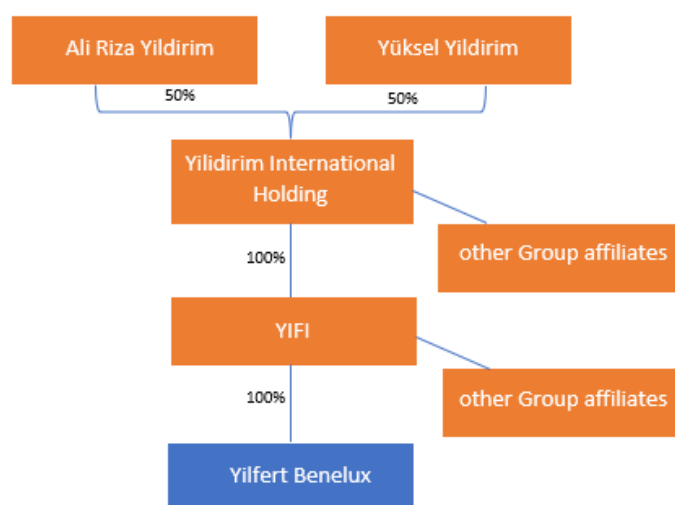 Ali Riza Yildirim
Yüksel Yildirim
50%
50%
Yilidirim International
Holding
other Group affiliates
100%
YIFI
other Group affiliates
100%
Yilfert Benelux